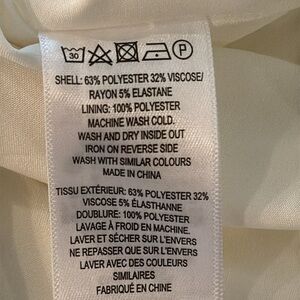 30
P
SHELL: 63% POLYESTER 32% VISCOSE/
RAYON 5% ELASTANE
LINING: 100% POLYESTER
MACHINE WASH COLD.
WASH AND DRY INSIDE OUT
IRON ON REVERSE SIDE
WASH WITH SIMILAR COLOURS
MADE IN CHINA
TISSU EXTÉRIEUR: 63% POLYESTER 32%
VISCOSE 5% ÉLASTHANNE
DOUBLURE: 100% POLYESTER
LAVAGE À FROID EN MACHINE.
LAVER ET SÉCHER SUR L'ENVERS
NE REPASSER QUE SUR L'ENVERS
LAVER AVEC DES COULEURS
SIMILAIRES
FABRIQUÉ EN CHINE